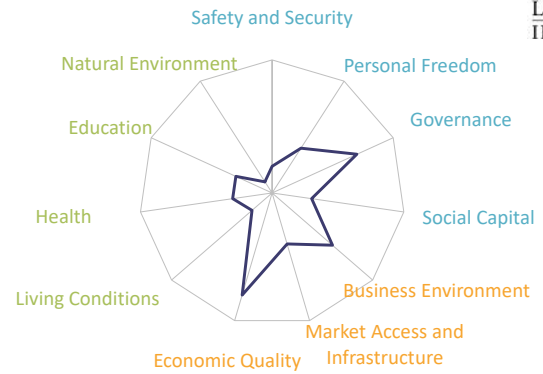 Safety and Security
Natural Environment
Personal Freedom
Education
Governance
Health
Social Capital
Living Conditions
Business Environment
Market Access and
Infrastructure
Economic Quality